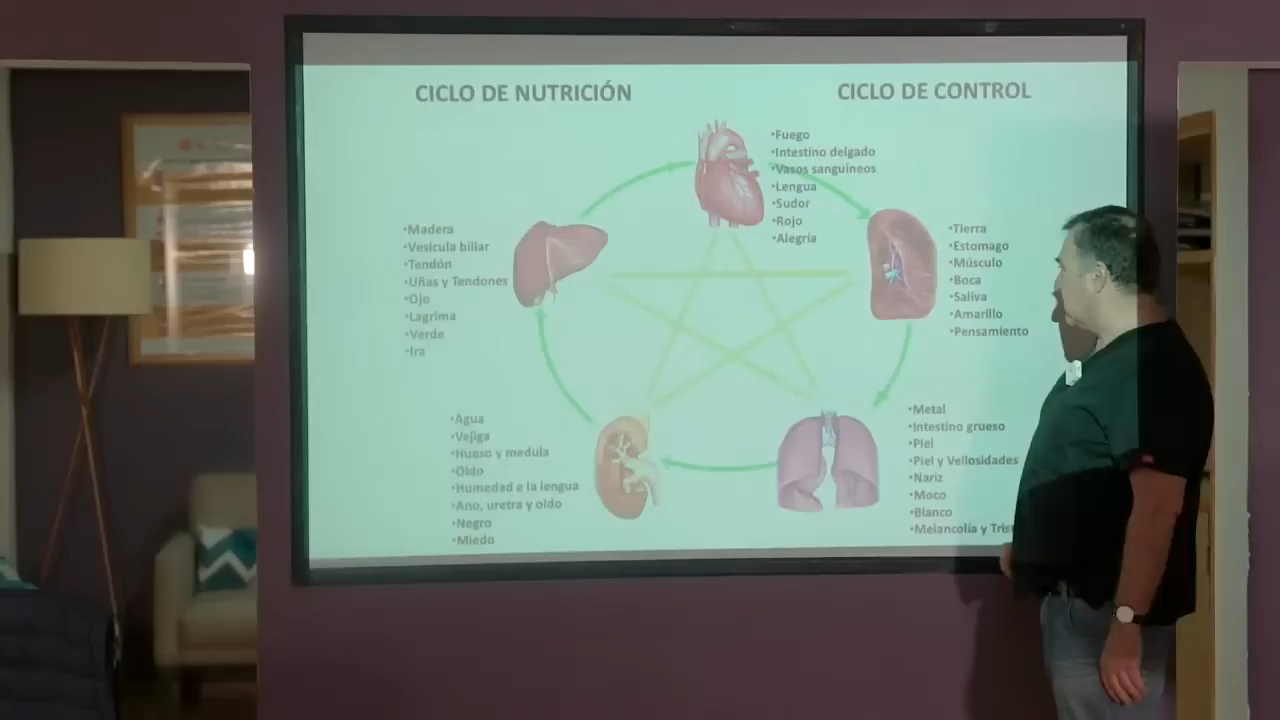 CICLO DE NUTRICIÓN
CICLO DE CONTROL
•Fuego
•Intestino delgado
•Vasos sanguíneos
•Lengua
•Sudor
•Rojo
•Alegría
•Madera
•Vesícula biliar
•Tendón
•Uñas y Tendones
•Ojo
•Lagrima
•Verde
•Ira
•Tierra
•Estomago
•Músculo
•Boca
•Saliva
•Amarillo
•Pensamiento
•Agua
•Vejiga
•Hueso y medula
•Oído
•Humedad e la lengua
•Ano, uretra y oído
•Negro
•Miedo
•Metal
•Intestino grueso
•Piel
•Piel y Vellosidades
•Nariz
•Moco
•Blanco
•Melancolía y